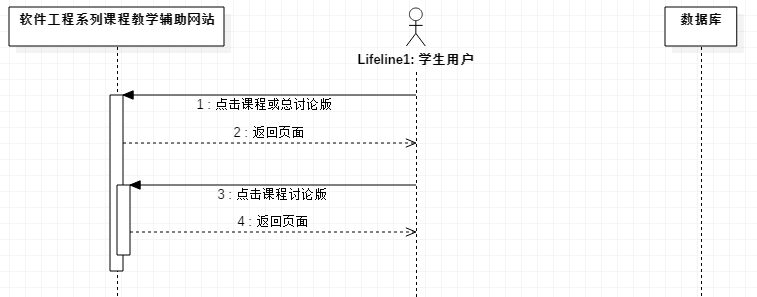 软件工程系列课程教学辅助网站
Lifeline1: 学生用户
数据库
1 : 点击课程或总讨论版
2 : 返回页面
3 : 点击课程讨论版
4 : 返回页面